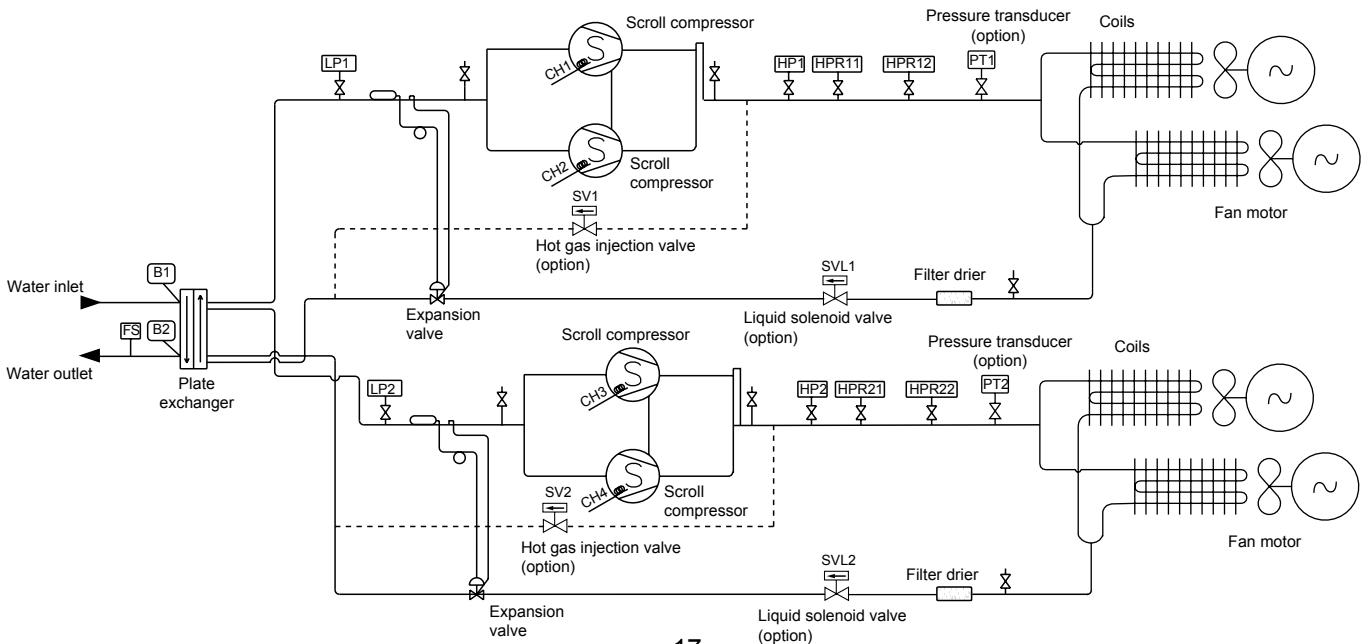 Scroll compressor
Pressure transducer
(option)
Coils
LP1
CH1
HP1
HPR11
HPR12
PT1
CH2
Scroll
compressor
Fan motor
SV1
Hot gas injection valve
(option)
B1
Water inlet
SVL1
Filter drier
Expansion
valve
Liquid solenoid valve
(option)
FS
B2
Water outlet
Plate
exchanger
Scroll compressor
Pressure transducer
(option)
Coils
LP2
CH3
HP2
HPR21
HPR22
PT2
CH4
Scroll
compressor
Fan motor
SV2
Hot gas injection valve
(option)
SVL2
Filter drier
Expansion
valve
Liquid solenoid valve
(option)